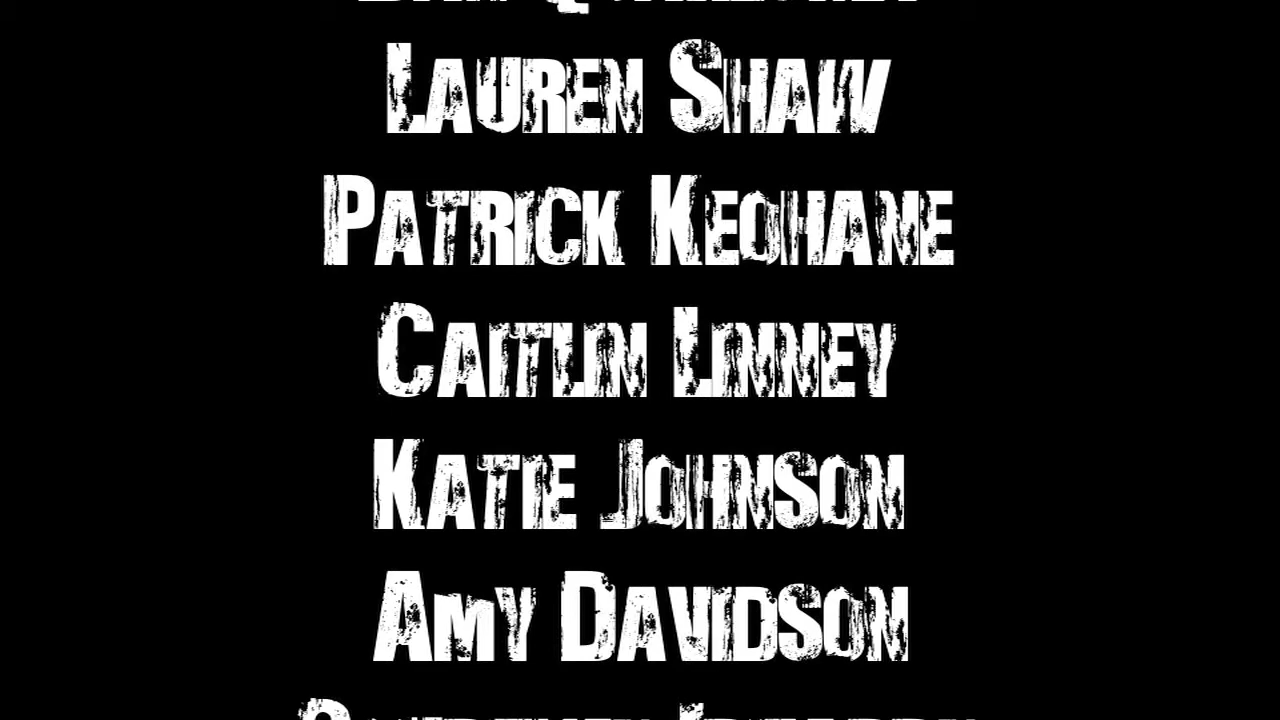 Lauren Shaw
Patrick Keohane
Caitlin Linney
Katie Johnson
Amy Davidson